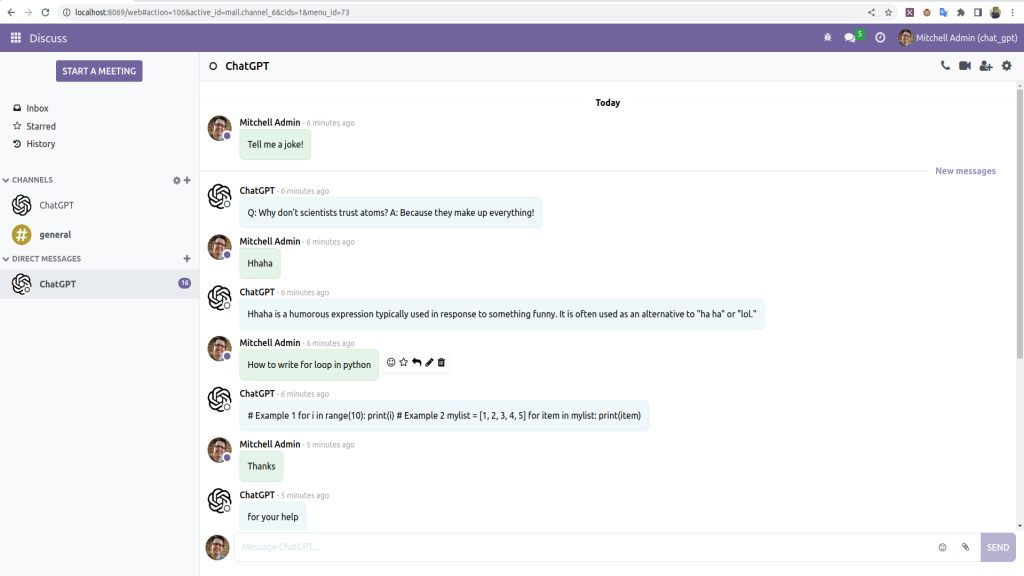 localhost:8069/web#action=106&active_id=mail.channel_6&cids=1&menu_id=73
Discuss
5
Mitchell Admin (chat_gpt)
START A MEETING
Inbox
Starred
History
CHANNELS
ChatGPT
general
DIRECT MESSAGES
ChatGPT
16
ChatGPT
Today
Mitchell Admin - 6 minutes ago
Tell me a joke!
New messages
ChatGPT - 6 minutes ago
Q: Why don't scientists trust atoms? A: Because they make up everything!
Mitchell Admin - 6 minutes ago
Hhaha
ChatGPT - 6 minutes ago
Hhaha is a humorous expression typically used in response to something funny. It is often used as an alternative to "ha ha" or "lol."
Mitchell Admin - 6 minutes ago
How to write for loop in python
ChatGPT - 6 minutes ago
# Example 1 for i in range(10): print(i) # Example 2 mylist = [1, 2, 3, 4, 5] for item in mylist: print(item)
Mitchell Admin - 5 minutes ago
Thanks
ChatGPT - 5 minutes ago
for your help
Message ChatGPT...
SEND